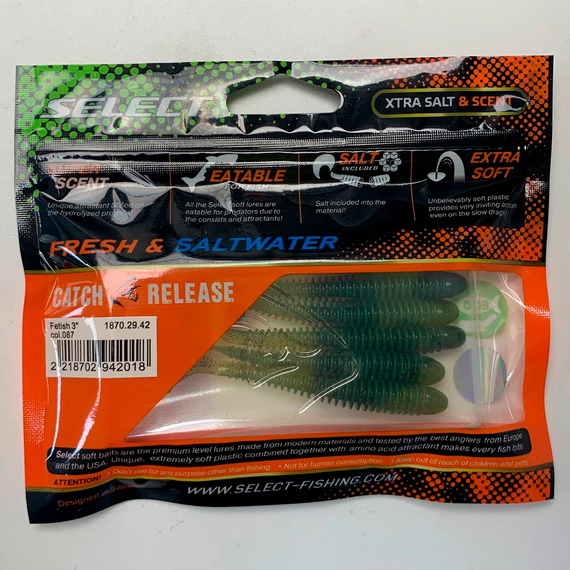 SELECT
XTRA SALT & SCENT
SCENT
Unique attractant based on
the hydrolyzed proteins!
EATABLE
FOR FISH
All the Select soft lures are
eatable for predators due to
the consists and attractants!
SALT
INCLUDED
Salt included into the
material!
EXTRA
SOFT
Unbelievably soft plastic
provides very inviting action
even on the slow drags!
FRESH & SALTWATER
CATCH RELEASE
Fetish 3" 1870.29.42
col.087
2 218702 942018
ECO
Select soft baits are the premium level lures made from modern materials and tested by the best anglers from Europe
and the USA. Unique, extremely soft plastic combined together with amino acid attractant makes every fish bite
ATTENTION! • Don't use for any purpose other than fishing • Not for human consumption • Keep out of reach of children and pets
Designed in
WWW.SELECT-FISHING.COM